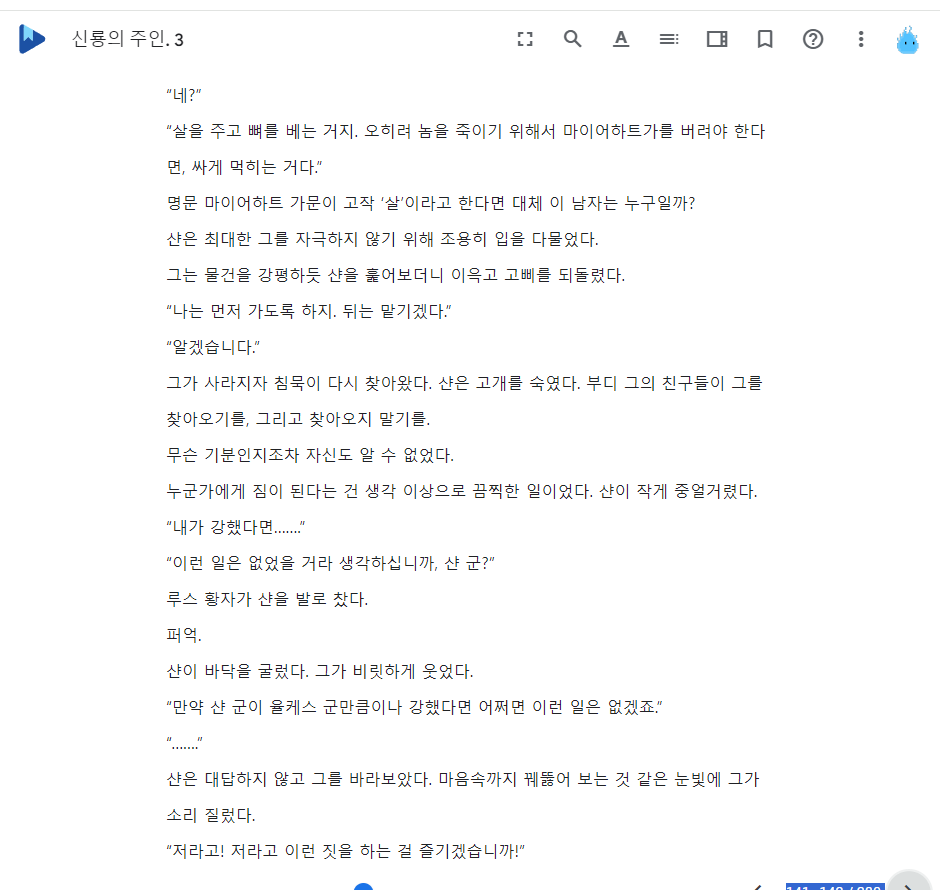 신룡의 주인. 3
“네?”
“살을 주고 뼈를 베는 거지. 오히려 놈을 죽이기 위해서 마이어하트가를 버려야 한다
면, 싸게 먹히는 거다.”
명문 마이어하트 가문이 고작 ‘살’이라고 한다면 대체 이 남자는 누구일까?
샨은 최대한 그를 자극하지 않기 위해 조용히 입을 다물었다.
그는 물건을 강평하듯 샨을 훑어보더니 이윽고 고삐를 되돌렸다.
“나는 먼저 가도록 하지. 뒤는 맡기겠다.”
“알겠습니다.”
그가 사라지자 침묵이 다시 찾아왔다. 샨은 고개를 숙였다. 부디 그의 친구들이 그를
찾아오기를, 그리고 찾아오지 말기를.
무슨 기분인지조차 자신도 알 수 없었다.
누군가에게 짐이 된다는 건 생각 이상으로 끔찍한 일이었다. 샨이 작게 중얼거렸다.
“내가 강했다면…….”
“이런 일은 없었을 거라 생각하십니까, 샨 군?”
루스 황자가 샨을 발로 찼다.
퍼억.
샨이 바닥을 굴렀다. 그가 비릿하게 웃었다.
“만약 샨 군이 율케스 군만큼이나 강했다면 어쩌면 이런 일은 없겠죠.”
“…….”
샨은 대답하지 않고 그를 바라보았다. 마음속까지 꿰뚫어 보는 것 같은 눈빛에 그가
소리 질렀다.
“저라고! 저라고 이런 짓을 하는 걸 즐기겠습니까!”